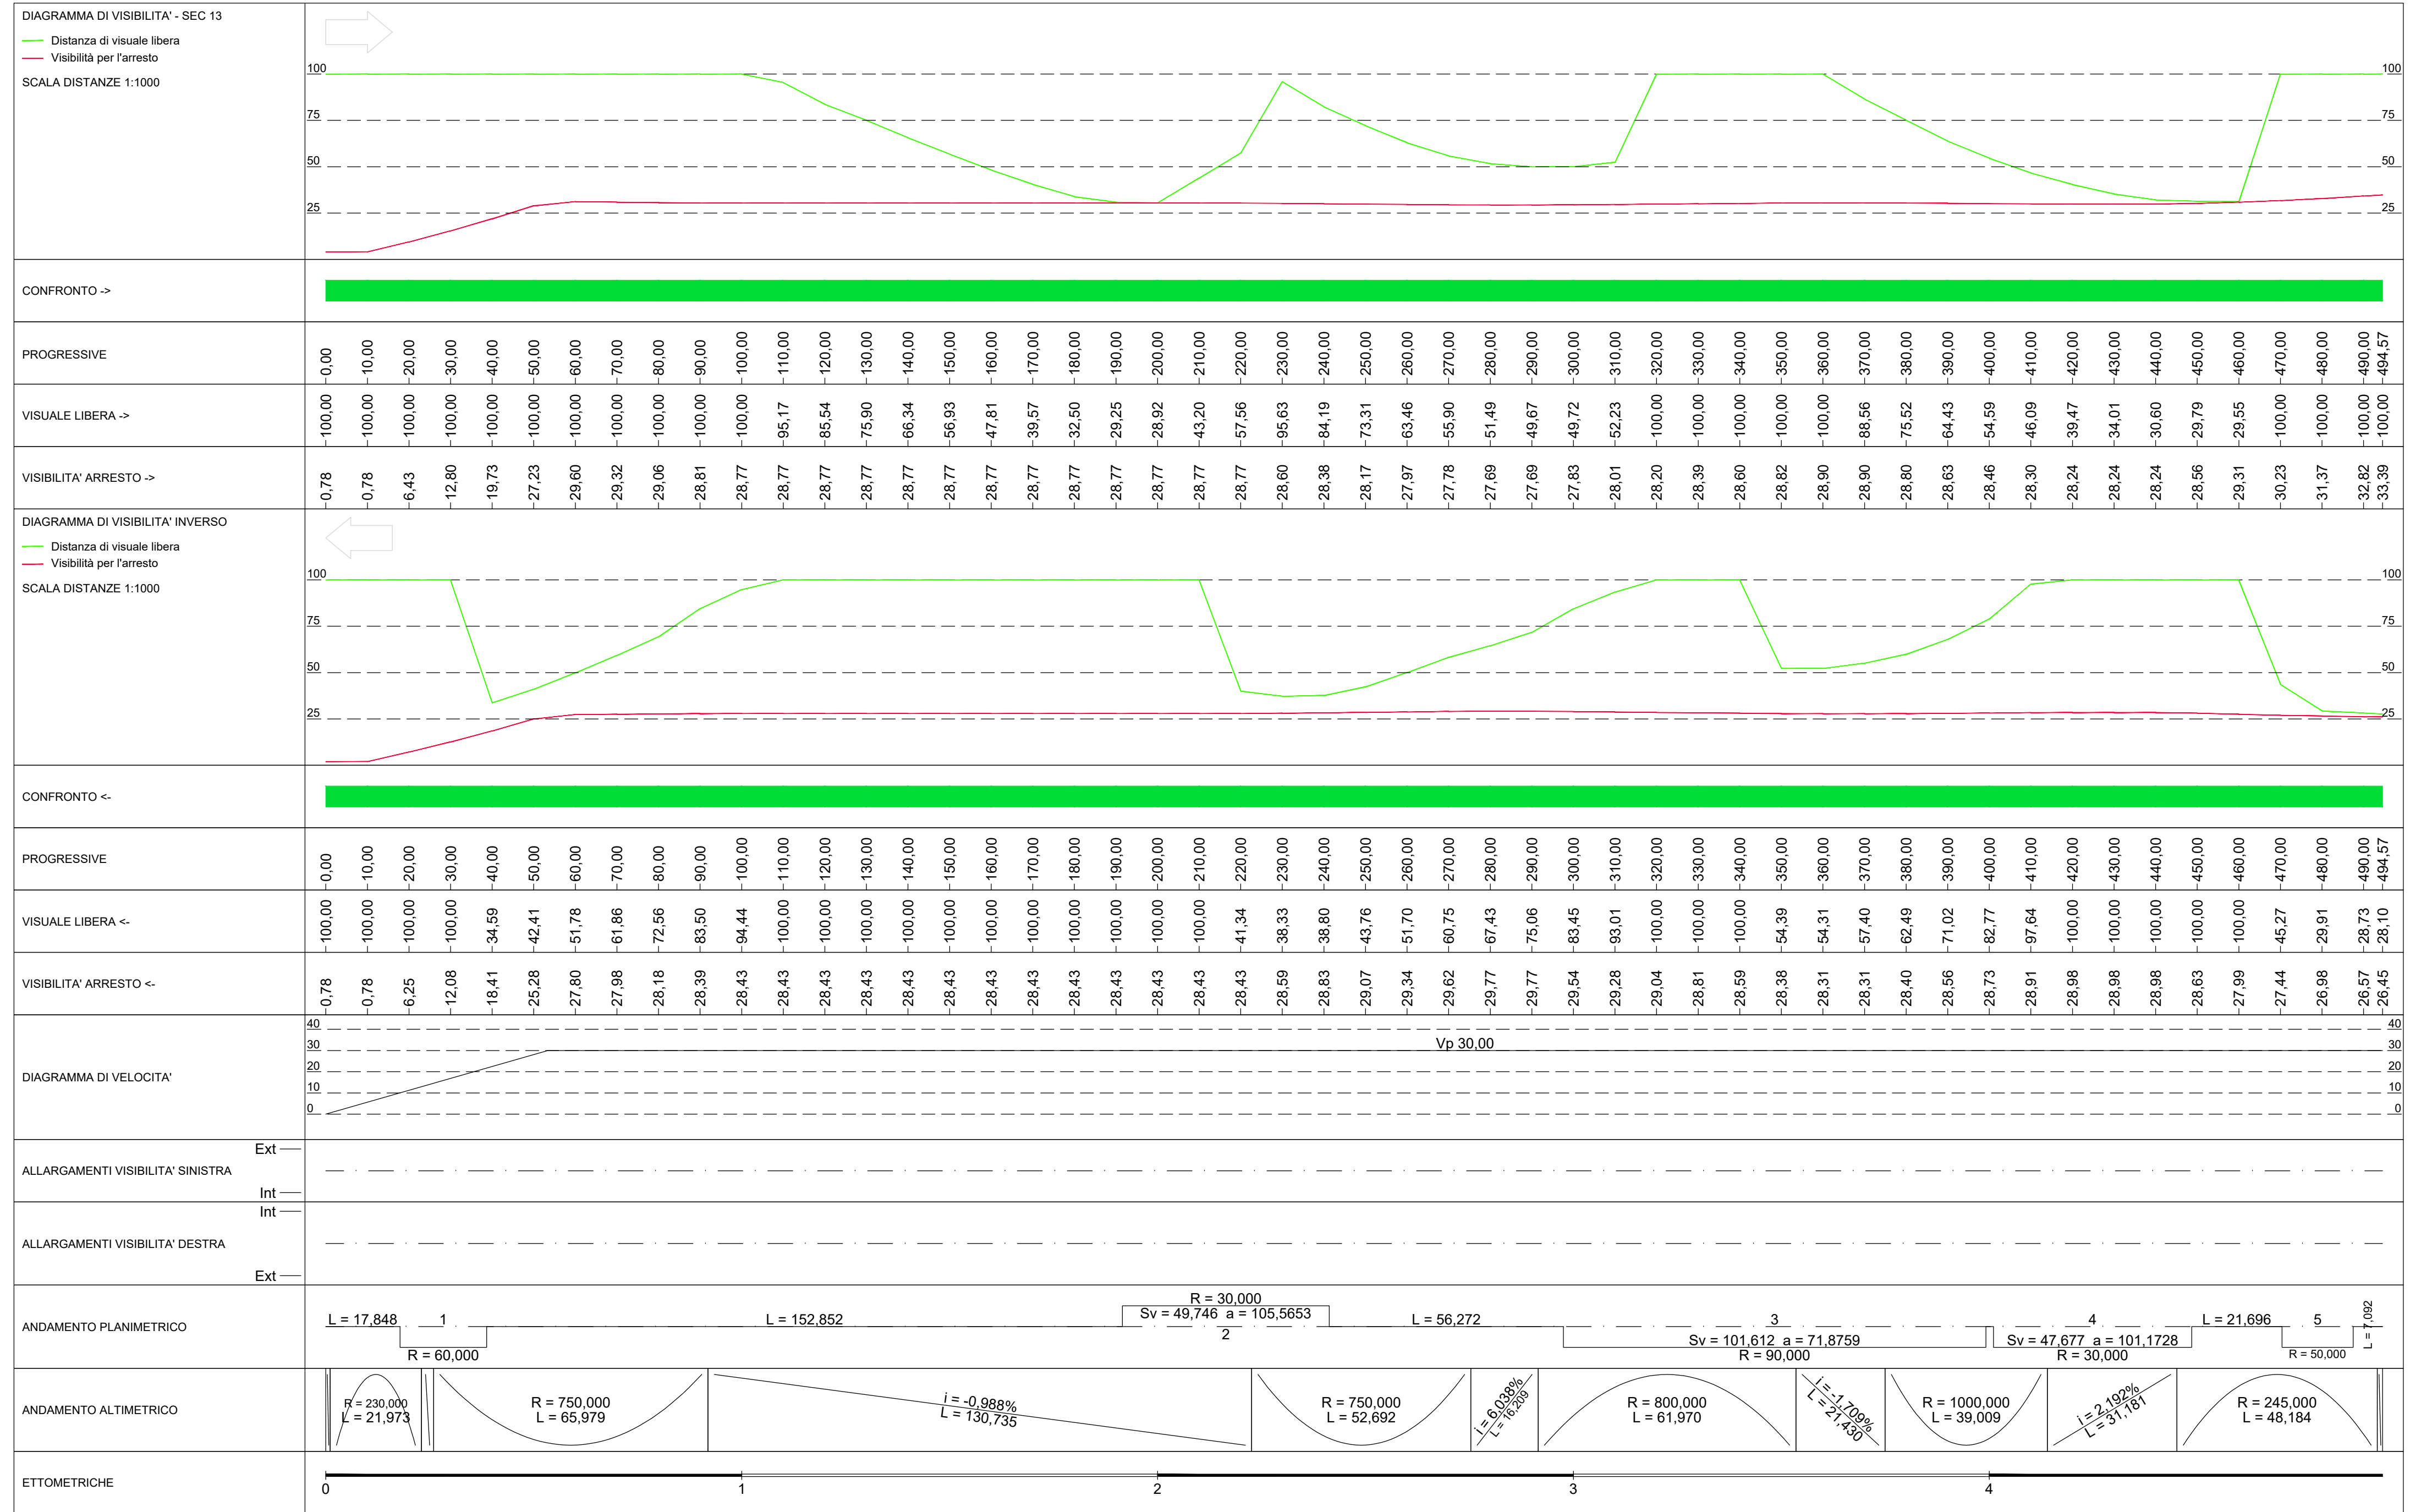 DIAGRAMMA DI VISIBILITA' - SEC 13
Distanza di visuale libera
Visibilità per l'arresto
SCALA DISTANZE 1:1000
100 100
75 75
50 50
25 25
CONFRONTO ->
PROGRESSIVE
0,00 10,00 20,00 30,00 40,00 50,00 60,00 70,00 80,00 90,00 100,00 110,00 120,00 130,00 140,00 150,00 160,00 170,00 180,00 190,00 200,00 210,00 220,00 230,00 240,00 250,00 260,00 270,00 280,00 290,00 300,00 310,00 320,00 330,00 340,00 350,00 360,00 370,00 380,00 390,00 400,00 410,00 420,00 430,00 440,00 450,00 460,00 470,00 480,00 490,00 494,57
VISUALE LIBERA ->
100,00 100,00 100,00 100,00 100,00 100,00 100,00 100,00 100,00 100,00 100,00 95,17 85,54 75,90 66,34 56,93 47,81 39,57 32,50 29,25 28,92 43,20 57,56 95,63 84,19 73,31 63,46 55,90 51,49 49,67 49,72 52,23 100,00 100,00 100,00 100,00 100,00 88,56 75,52 64,43 54,59 46,09 39,47 34,01 30,60 29,79 29,55 100,00 100,00 100,00 100,00
VISIBILITA' ARRESTO ->
0,78 0,78 6,43 12,80 19,73 27,23 29,60 29,32 29,06 28,81 28,77 28,77 28,77 28,77 28,77 28,77 28,77 28,77 28,77 28,77 28,77 28,77 28,77 28,60 28,38 28,17 27,97 27,78 27,69 27,69 27,83 28,01 28,20 28,39 28,60 28,82 28,90 28,90 28,80 28,63 28,46 28,30 28,24 28,24 28,24 28,56 29,31 30,23 31,37 32,82 33,39
DIAGRAMMA DI VISIBILITA' INVERSO
Distanza di visuale libera
Visibilità per l'arresto
SCALA DISTANZE 1:1000
100 100
75 75
50 50
25 25
CONFRONTO <-
PROGRESSIVE
0,00 10,00 20,00 30,00 40,00 50,00 60,00 70,00 80,00 90,00 100,00 110,00 120,00 130,00 140,00 150,00 160,00 170,00 180,00 190,00 200,00 210,00 220,00 230,00 240,00 250,00 260,00 270,00 280,00 290,00 300,00 310,00 320,00 330,00 340,00 350,00 360,00 370,00 380,00 390,00 400,00 410,00 420,00 430,00 440,00 450,00 460,00 470,00 480,00 490,00 494,57
VISUALE LIBERA <-
100,00 100,00 100,00 100,00 34,59 42,41 51,78 61,86 72,56 83,50 94,44 100,00 100,00 100,00 100,00 100,00 100,00 100,00 100,00 100,00 100,00 100,00 41,34 38,33 38,80 43,76 51,70 60,75 67,43 75,06 83,45 93,01 100,00 100,00 100,00 54,39 54,31 57,40 62,49 71,02 82,77 97,64 100,00 100,00 100,00 100,00 100,00 45,27 29,91 28,73 28,10
VISIBILITA' ARRESTO <-
0,78 0,78 6,25 12,08 18,41 25,28 27,80 27,98 28,18 28,39 28,43 28,43 28,43 28,43 28,43 28,43 28,43 28,43 28,43 28,43 28,43 28,43 28,43 28,59 28,83 29,07 29,34 29,62 29,77 29,77 29,54 29,28 29,04 28,81 28,59 28,38 28,31 28,31 28,40 28,56 28,73 28,91 28,98 28,98 28,98 28,63 27,99 27,44 26,98 26,57 26,45
DIAGRAMMA DI VELOCITA'
40 40
30 Vp 30,00 30
20 20
10 10
0 0
Ext
ALLARGAMENTI VISIBILITA' SINISTRA
Int
Int
ALLARGAMENTI VISIBILITA' DESTRA
Ext
ANDAMENTO PLANIMETRICO
L = 17,848
1
R = 60,000
L = 152,852
R = 30,000
Sv = 49,746 a = 105,5653
2
L = 56,272
3
Sv = 101,612 a = 71,8759
R = 90,000
4
Sv = 47,677 a = 101,1728
R = 30,000
L = 21,696
5
R = 50,000
L = 7,092
ANDAMENTO ALTIMETRICO
R = 230,000
L = 21,973
R = 750,000
L = 65,979
i = -0,988%
L = 130,735
R = 750,000
L = 52,692
i = 6,038%
L = 16,209
R = 800,000
L = 61,970
i = -1,709%
L = 21,430
R = 1000,000
L = 39,009
i = 2,192%
L = 31,181
R = 245,000
L = 48,184
ETTOMETRICHE
0 1 2 3 4